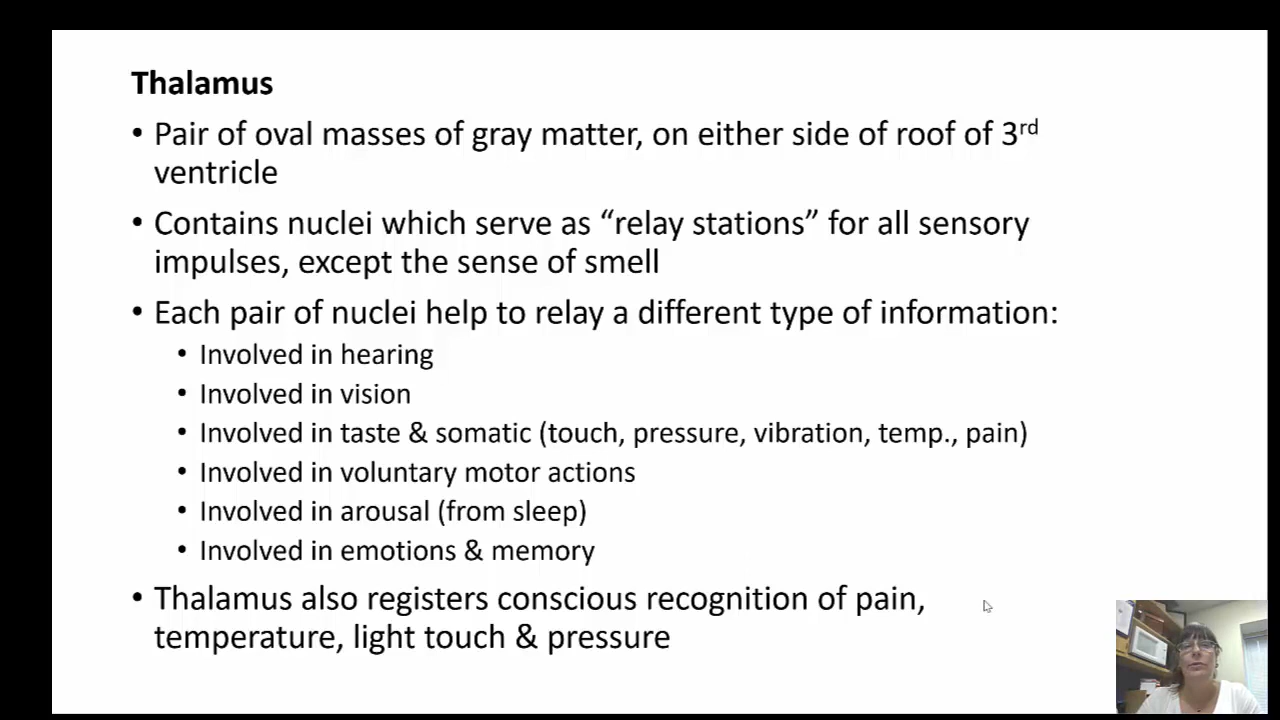 Thalamus
• Pair of oval masses of gray matter, on either side of roof of 3rd
ventricle
• Contains nuclei which serve as “relay stations” for all sensory
impulses, except the sense of smell
• Each pair of nuclei help to relay a different type of information:
• Involved in hearing
• Involved in vision
• Involved in taste & somatic (touch, pressure, vibration, temp., pain)
• Involved in voluntary motor actions
• Involved in arousal (from sleep)
• Involved in emotions & memory
• Thalamus also registers conscious recognition of pain,
temperature, light touch & pressure